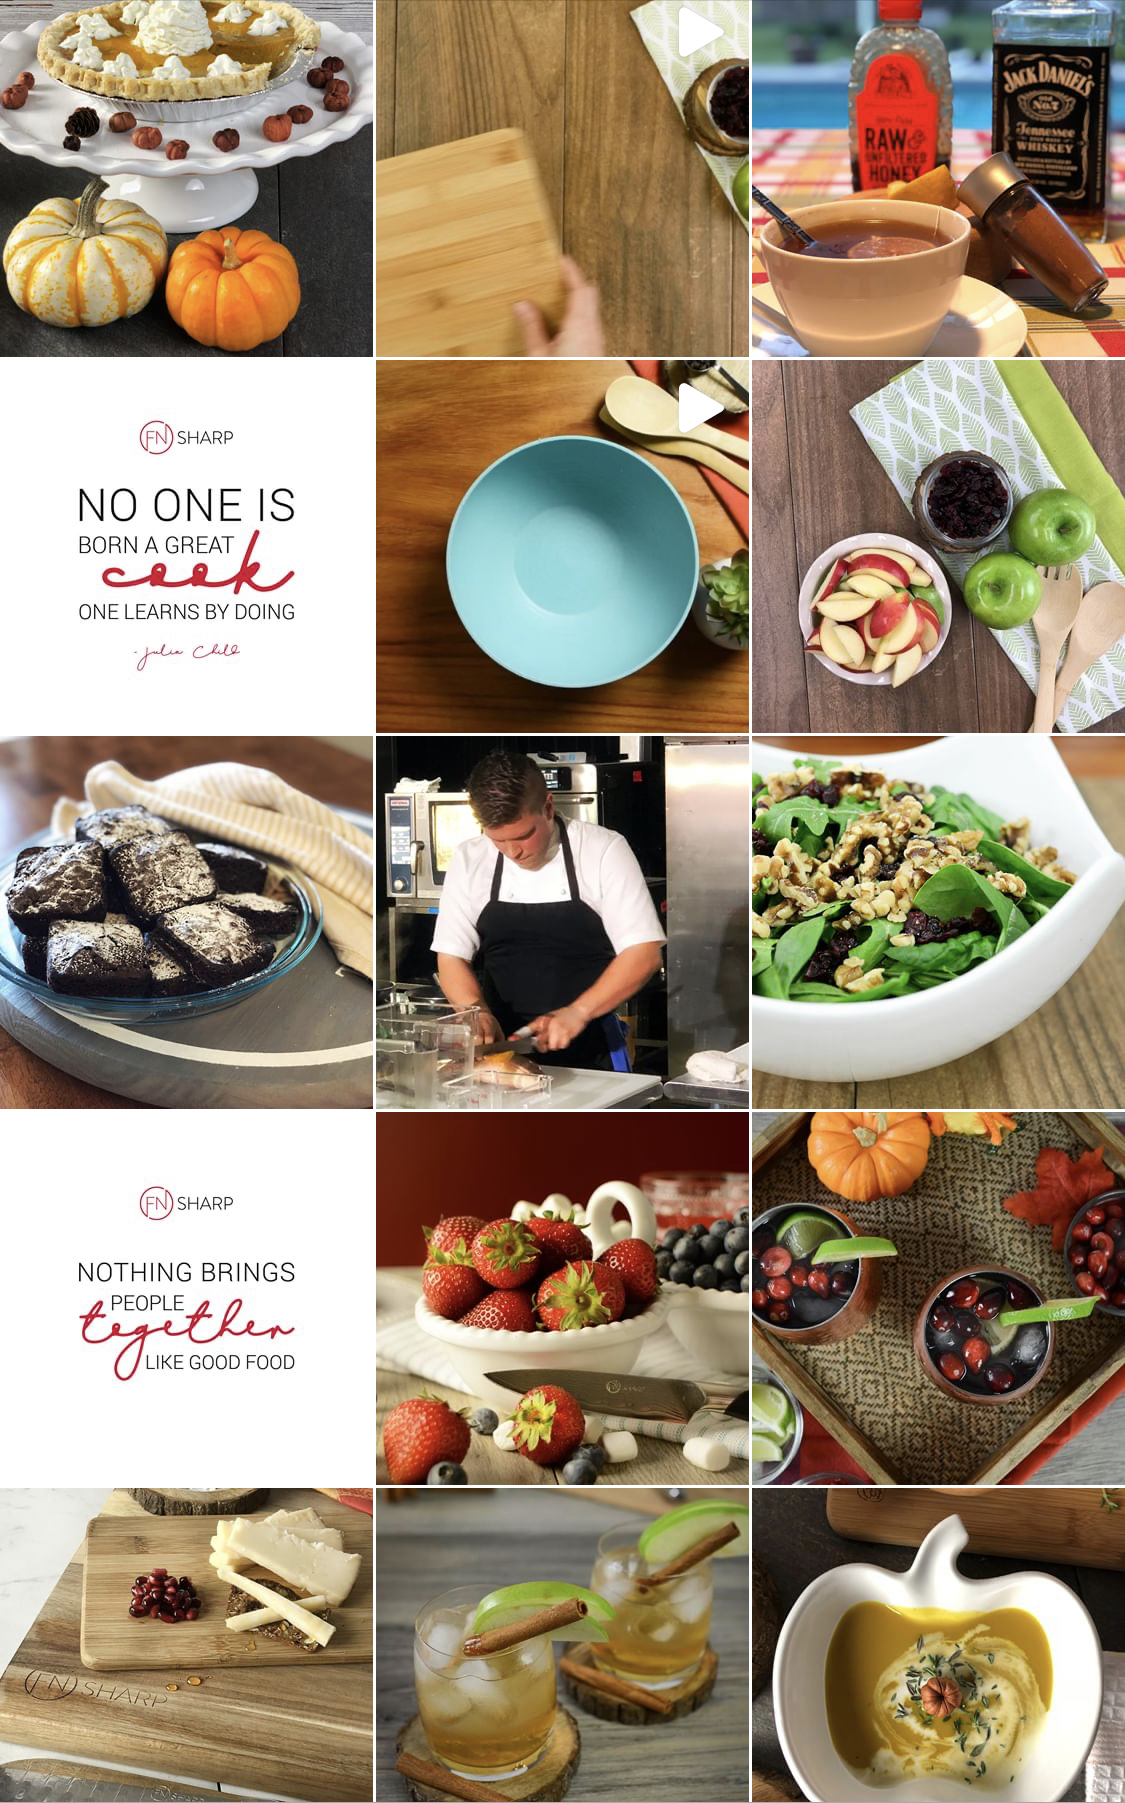 JACK DANIEL'S
OLD
No.7
Tennessee
WHISKEY
RAW &
UNFILTERED
HONEY
FN SHARP
NO ONE IS
BORN A GREAT
cook
ONE LEARNS BY DOING
- Julia Child
FN SHARP
NOTHING BRINGS
PEOPLE
together
LIKE GOOD FOOD
FN SHARP